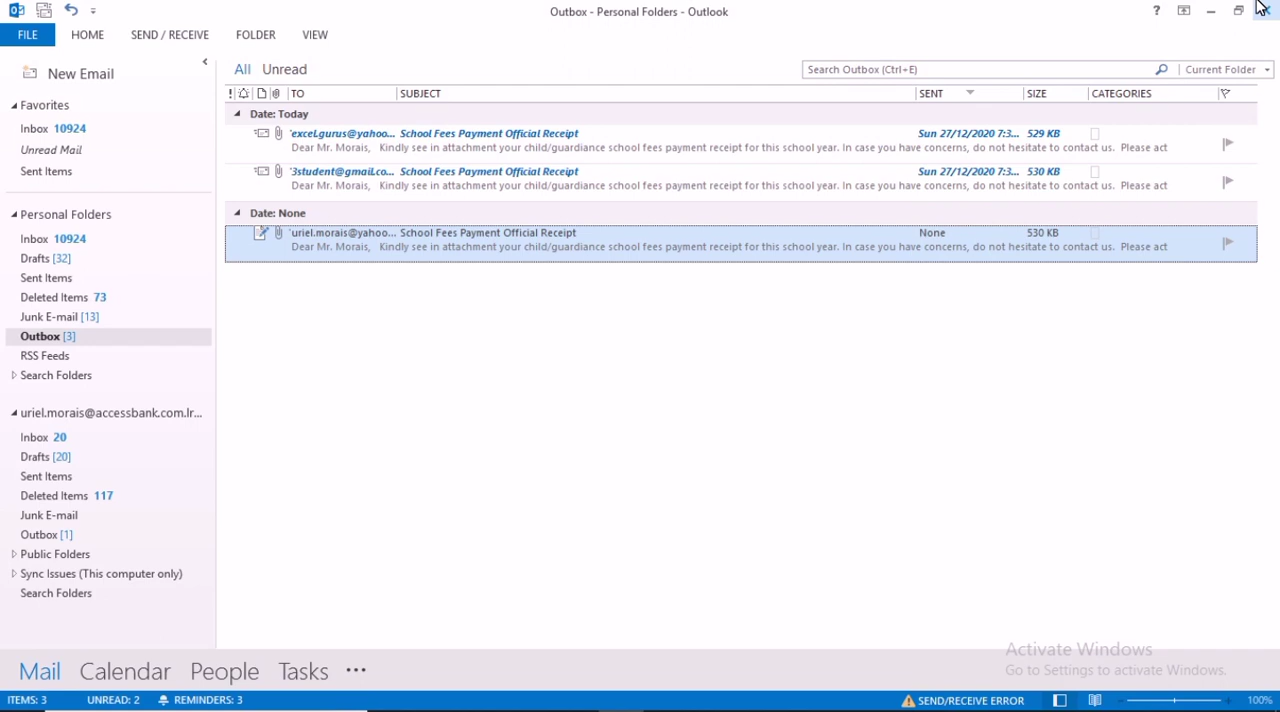 Outbox - Personal Folders - Outlook
?
FILE HOME SEND / RECEIVE FOLDER VIEW
New Email
Favorites
Inbox 10924
Unread Mail
Sent Items
Personal Folders
Inbox 10924
Drafts [32]
Sent Items
Deleted Items 73
Junk E-mail [13]
Outbox [3]
RSS Feeds
Search Folders
uriel.morais@accessbank.com.lr...
Inbox 20
Drafts [20]
Sent Items
Deleted Items 117
Junk E-mail
Outbox [1]
Public Folders
Sync Issues (This computer only)
Search Folders
All Unread
Search Outbox (Ctrl+E) Current Folder
! TO SUBJECT SENT SIZE CATEGORIES
Date: Today
'excel.gurus@yahoo... School Fees Payment Official Receipt Sun 27/12/2020 7:3... 529 KB
Dear Mr. Morais, Kindly see in attachment your child/guardiance school fees payment receipt for this school year. In case you have concerns, do not hesitate to contact us. Please act
'3student@gmail.co... School Fees Payment Official Receipt Sun 27/12/2020 7:3... 530 KB
Dear Mr. Morais, Kindly see in attachment your child/guardiance school fees payment receipt for this school year. In case you have concerns, do not hesitate to contact us. Please act
Date: None
'uriel.morais@yahoo... School Fees Payment Official Receipt None 530 KB
Dear Mr. Morais, Kindly see in attachment your child/guardiance school fees payment receipt for this school year. In case you have concerns, do not hesitate to contact us. Please act
Activate Windows
Go to Settings to activate Windows.
Mail Calendar People Tasks ...
ITEMS: 3 UNREAD: 2 REMINDERS: 3 SEND/RECEIVE ERROR 100%